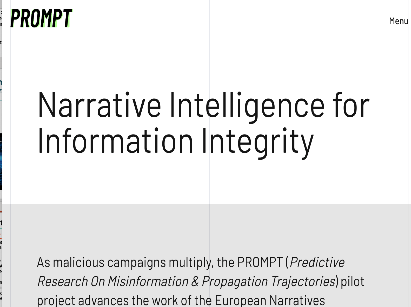 PROMPT
Menu
Narrative Intelligence for
Information Integrity
As malicious campaigns multiply, the PROMPT (Predictive
Research On Misinformation & Propagation Trajectories) pilot
project advances the work of the European Narratives